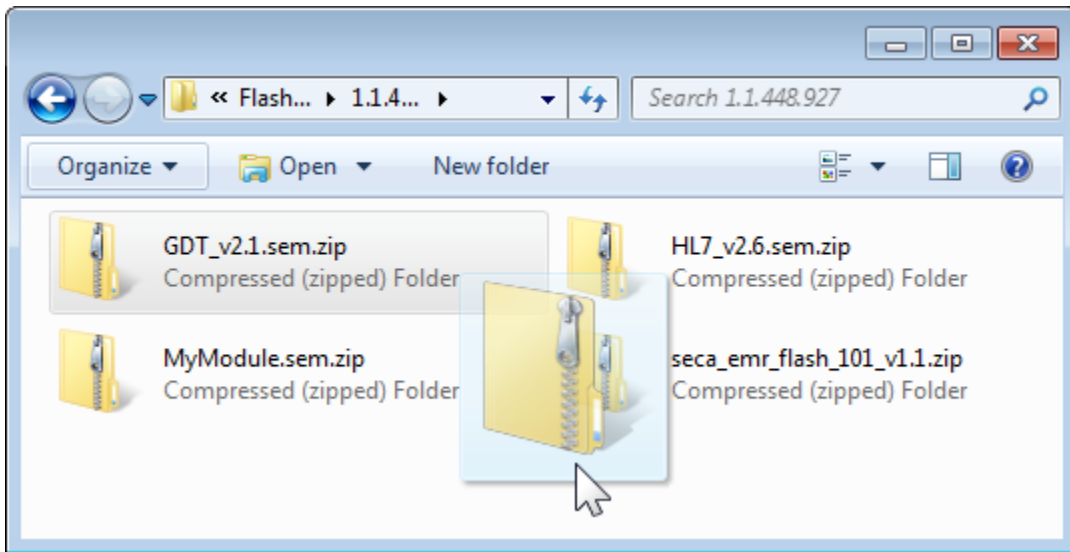 « Flash... ▸ 1.1.4... ▸
Search 1.1.448.927
Organize
Open
New folder
GDT_v2.1.sem.zip
Compressed (zipped) Folder
HL7_v2.6.sem.zip
Compressed (zipped) Folder
MyModule.sem.zip
Compressed (zipped) Folder
seca_emr_flash_101_v1.1.zip
Compressed (zipped) Folder